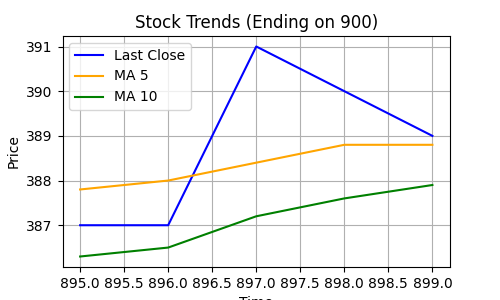 Stock Trends (Ending on 900)
Last Close
MA 5
MA 10
Price
391
390
389
388
387
895.0 895.5 896.0 896.5 897.0 897.5 898.0 898.5 899.0
Time